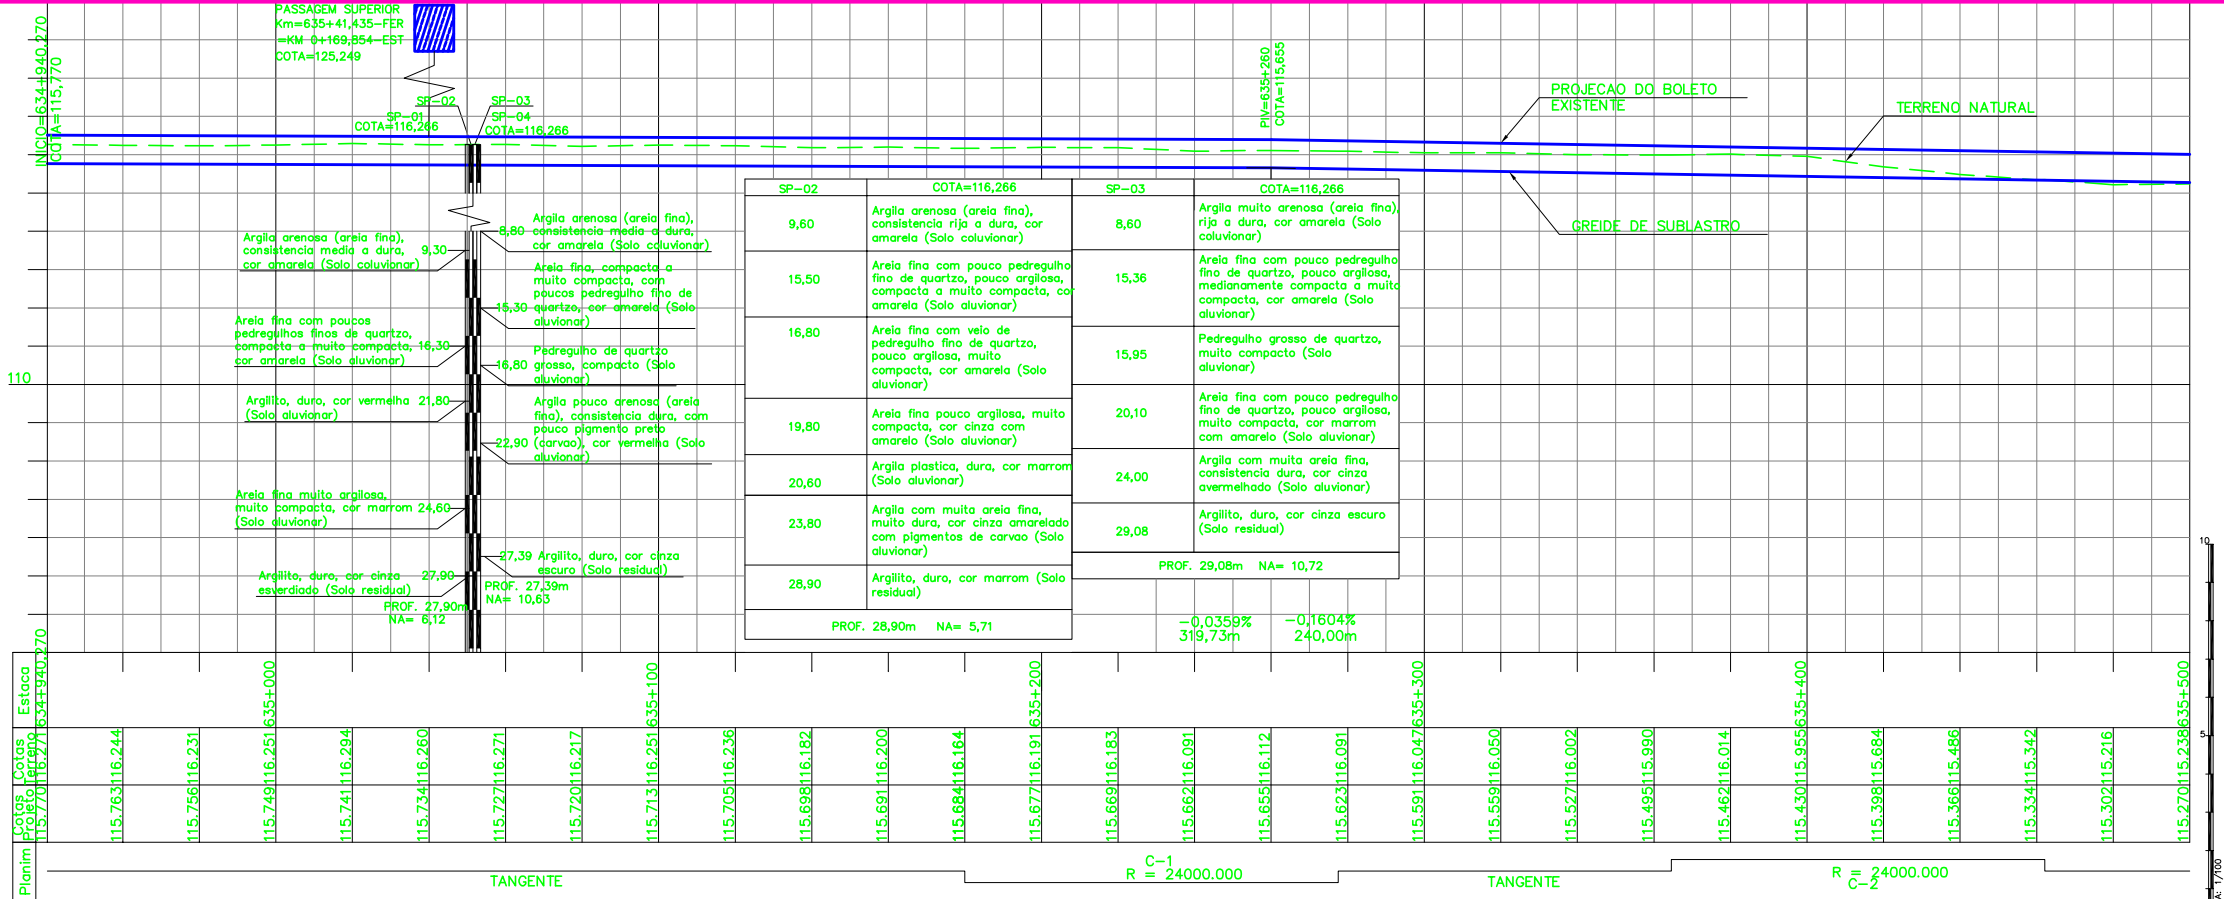 PASSAGEM SUPERIOR
Km=635+41,435-FER
=KM 0+169,854-EST
COTA=125,249
INICIO=634+940,270
COTA=115,770
SP-02
SP-01
COTA=116,266
SP-03
SP-04
COTA=116,266
PIV=635+260
COTA=115,655
PROJECAO DO BOLETO
EXISTENTE
TERRENO NATURAL
GREIDE DE SUBLASTRO
110
Argila arenosa (areia fina),
consistencia media a dura, 9,30
cor amarela (Solo coluvionar)
Areia fina com poucos
pedregulhos finos de quartzo,
compacta a muito compacta, 16,30
cor amarela (Solo aluvionar)
Argilito, duro, cor vermelha 21,80
(Solo aluvionar)
Areia fina muito argilosa,
muito compacta, cor marrom 24,60
(Solo aluvionar)
Argilito, duro, cor cinza 27,90
esverdiado (Solo residual)
PROF. 27,90m
NA= 6,12
Argila arenosa (areia fina),
8,80 consistencia media a dura,
cor amarela (Solo coluvionar)
Areia fina, compacta a
muito compacta, com
poucos pedregulho fino de
15,30 quartzo, cor amarela (Solo
aluvionar)
Pedregulho de quartzo
16,80 grosso, compacto (Solo
aluvionar)
Argila pouco arenosa (areia
fina), consistencia dura, com
pouco pigmento preto
22,90 (carvao), cor vermelha (Solo
aluvionar)
27,39 Argilito, duro, cor cinza
escuro (Solo residual)
PROF. 27,39m
NA= 10,63
SP-02 COTA=116,266
9,60
Argila arenosa (areia fina),
consistencia rija a dura, cor
amarela (Solo coluvionar)
15,50
Areia fina com pouco pedregulho
fino de quartzo, pouco argilosa,
compacta a muito compacta, cor
amarela (Solo aluvionar)
16,80
Areia fina com veio de
pedregulho fino de quartzo,
pouco argilosa, muito
compacta, cor amarela (Solo
aluvionar)
19,80
Areia fina pouco argilosa, muito
compacta, cor cinza com
amarelo (Solo aluvionar)
20,60
Argila plastica, dura, cor marrom
(Solo aluvionar)
23,80
Argila com muita areia fina,
muito dura, cor cinza amarelado
com pigmentos de carvao (Solo
aluvionar)
28,90
Argilito, duro, cor marrom (Solo
residual)
PROF. 28,90m NA= 5,71
SP-03 COTA=116,266
8,60
Argila muito arenosa (areia fina),
rija a dura, cor amarela (Solo
coluvionar)
15,36
Areia fina com pouco pedregulho
fino de quartzo, pouco argilosa,
medianamente compacta a muito
compacta, cor amarela (Solo
aluvionar)
15,95
Pedregulho grosso de quartzo,
muito compacto (Solo
aluvionar)
20,10
Areia fina com pouco pedregulho
fino de quartzo, pouco argilosa,
muito compacta, cor marrom
com amarelo (Solo aluvionar)
24,00
Argila com muita areia fina,
consistencia dura, cor cinza
avermelhado (Solo aluvionar)
29,08
Argilito, duro, cor cinza escuro
(Solo residual)
PROF. 29,08m NA= 10,72
-0,0359%
319,73m
-0,1604%
240,00m
10
5
Estaca
634+940,270 635+000 635+100 635+200 635+300 635+400 635+500
Cotas
Terreno
116.271 116.244 116.231 116.251 116.294 116.260 116.271 116.217 116.251 116.236 116.182 116.200 116.164 116.191 116.183 116.091 116.112 116.091 116.047 116.050 116.002 115.990 116.014 115.955 115.684 115.486 115.342 115.216 115.238
Cotas
Projeto
115.770 115.763 115.756 115.749 115.741 115.734 115.727 115.720 115.713 115.705 115.698 115.691 115.684 115.677 115.669 115.662 115.655 115.623 115.591 115.559 115.527 115.495 115.462 115.430 115.398 115.366 115.334 115.302 115.270
Planim
TANGENTE
C-1
R = 24000.000
TANGENTE
R = 24000.000
C-2
1/100